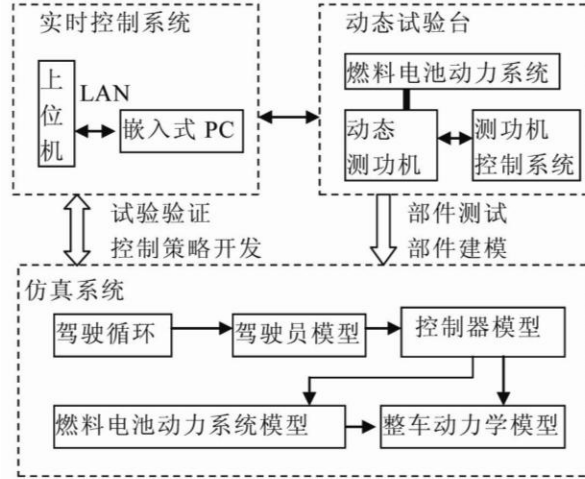 实时控制系统
上位机
LAN
嵌入式 PC
动态试验台
燃料电池动力系统
动态
测功机
测功机
控制系统
试验验证
控制策略开发
部件测试
部件建模
仿真系统
驾驶循环
驾驶员模型
控制器模型
燃料电池动力系统模型
整车动力学模型